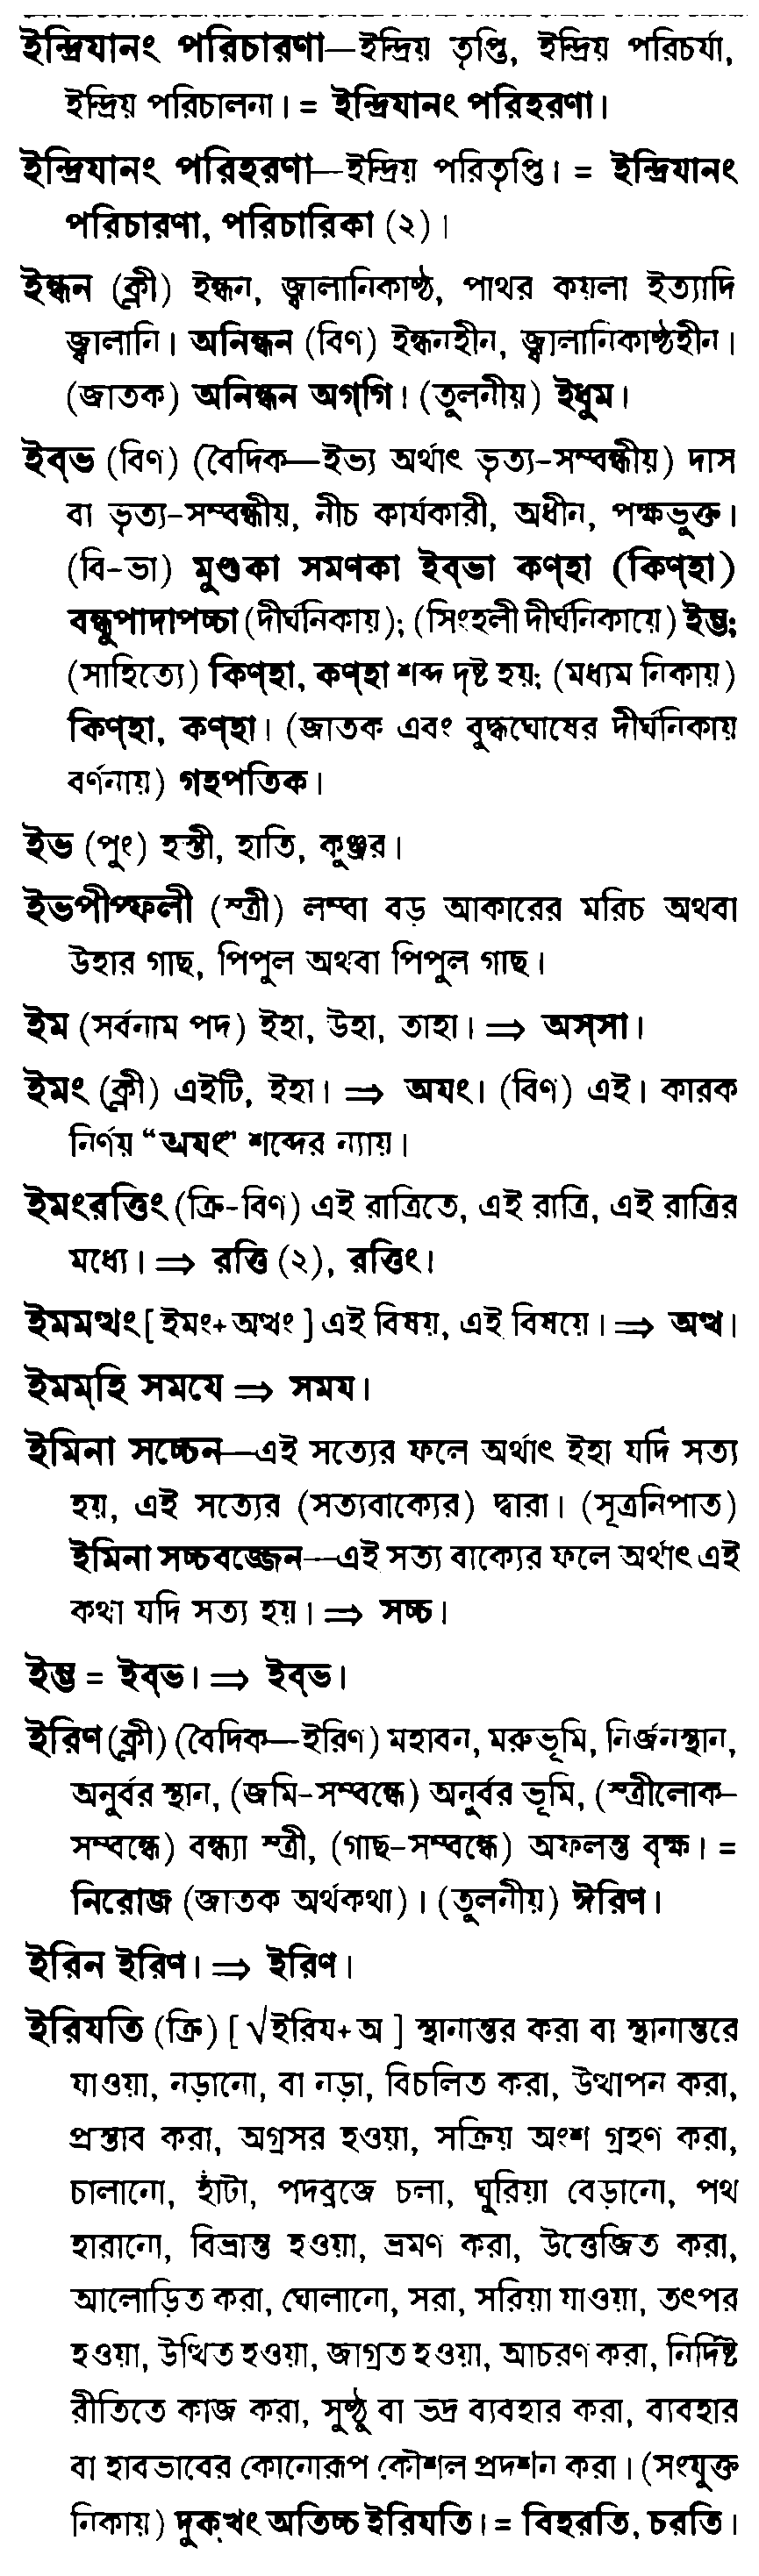 ইন্দ্রিযানং পরিচারণা—ইন্দ্রিয় তৃপ্তি, ইন্দ্রিয় পরিচর্যা,
ইন্দ্রিয় পরিচালনা। = ইন্দ্রিযানং পরিহরণা।
ইন্দ্রিযানং পরিহরণা—ইন্দ্রিয় পরিতৃপ্তি। = ইন্দ্রিযানং
পরিচারণা, পরিচারিকা (২)।
ইন্ধন (ক্লী) ইন্ধন, জ্বালানিকাষ্ঠ, পাথর কয়লা ইত্যাদি
জ্বালানি। অনিন্ধন (বিণ) ইন্ধনহীন, জ্বালানিকাষ্ঠহীন।
(জাতক) অনিন্ধন অগ্‌গি। (তুলনীয়) ইধুম।
ইব্‌ভ (বিণ) (বৈদিক—ইভ্য অর্থাৎ ভৃত্য-সম্বন্ধীয়) দাস
বা ভৃত্য-সম্বন্ধীয়, নীচ কার্যকারী, অধীন, পক্ষভুক্ত।
(বি-ভা) মুণ্ডকা সমণকা ইব্‌ভা কণ্‌হা (কিণ্‌হা)
বন্ধুপাদাপচ্চা (দীর্ঘনিকায়); (সিংহলী দীর্ঘনিকায়ে) ইম্ভ;
(সাহিত্যে) কিণ্‌হা, কণ্‌হা শব্দ দৃষ্ট হয়; (মধ্যম নিকায়)
কিণ্‌হা, কণ্‌হা। (জাতক এবং বুদ্ধঘোষের দীর্ঘনিকায়
বর্ণনায়) গহপতিক।
ইভ (পুং) হস্তী, হাতি, কুঞ্জর।
ইভপীপ্ফলী (স্ত্রী) লম্বা বড় আকারের মরিচ অথবা
উহার গাছ, পিপুল অথবা পিপুল গাছ।
ইম (সর্বনাম পদ) ইহা, উহা, তাহা। ⇒ অস্‌সা।
ইমং (ক্লী) এইটি, ইহা। ⇒ অযং। (বিণ) এই। কারক
নির্ণয় “অযং” শব্দের ন্যায়।
ইমংরত্তিং (ক্রি-বিণ) এই রাত্রিতে, এই রাত্রি, এই রাত্রির
মধ্যে। ⇒ রত্তি (২), রত্তিং।
ইমমত্থং [ ইমং+অত্থং ] এই বিষয়, এই বিষয়ে। ⇒ অত্থ।
ইমম্‌হি সমযে ⇒ সময।
ইমিনা সচ্চেন—এই সত্যের ফলে অর্থাৎ ইহা যদি সত্য
হয়, এই সত্যের (সত্যবাক্যের) দ্বারা। (সূত্রনিপাত)
ইমিনা সচ্চবজ্জেন—এই সত্য বাক্যের ফলে অর্থাৎ এই
কথা যদি সত্য হয়। ⇒ সচ্চ।
ইম্ভ = ইব্‌ভ। ⇒ ইব্‌ভ।
ইরিণ (ক্লী) (বৈদিক—ইরিণ) মহাবন, মরুভূমি, নির্জনস্থান,
অনুর্বর স্থান, (জমি-সম্বন্ধে) অনুর্বর ভূমি, (স্ত্রীলোক-
সম্বন্ধে) বন্ধ্যা স্ত্রী, (গাছ-সম্বন্ধে) অফলন্ত বৃক্ষ। =
নিরোজ (জাতক অর্থকথা)। (তুলনীয়) ঈরিণ।
ইরিন ইরিণ। ⇒ ইরিণ।
ইরিযতি (ক্রি) [ √ইরিয+অ ] স্থানান্তর করা বা স্থানান্তরে
যাওয়া, নড়ানো, বা নড়া, বিচলিত করা, উত্থাপন করা,
প্রস্তাব করা, অগ্রসর হওয়া, সক্রিয় অংশ গ্রহণ করা,
চালানো, হাঁটা, পদব্রজে চলা, ঘুরিয়া বেড়ানো, পথ
হারানো, বিভ্রান্ত হওয়া, ভ্রমণ করা, উত্তেজিত করা,
আলোড়িত করা, ঘোলানো, সরা, সরিয়া যাওয়া, তৎপর
হওয়া, উত্থিত হওয়া, জাগ্রত হওয়া, আচরণ করা, নির্দিষ্ট
রীতিতে কাজ করা, সুষ্ঠু বা ভদ্র ব্যবহার করা, ব্যবহার
বা হাবভাবের কোনোরূপ কৌশল প্রদর্শন করা। (সংযুক্ত
নিকায়) দুক্‌খং অতিচ্চ ইরিযতি। = বিহরতি, চরতি।